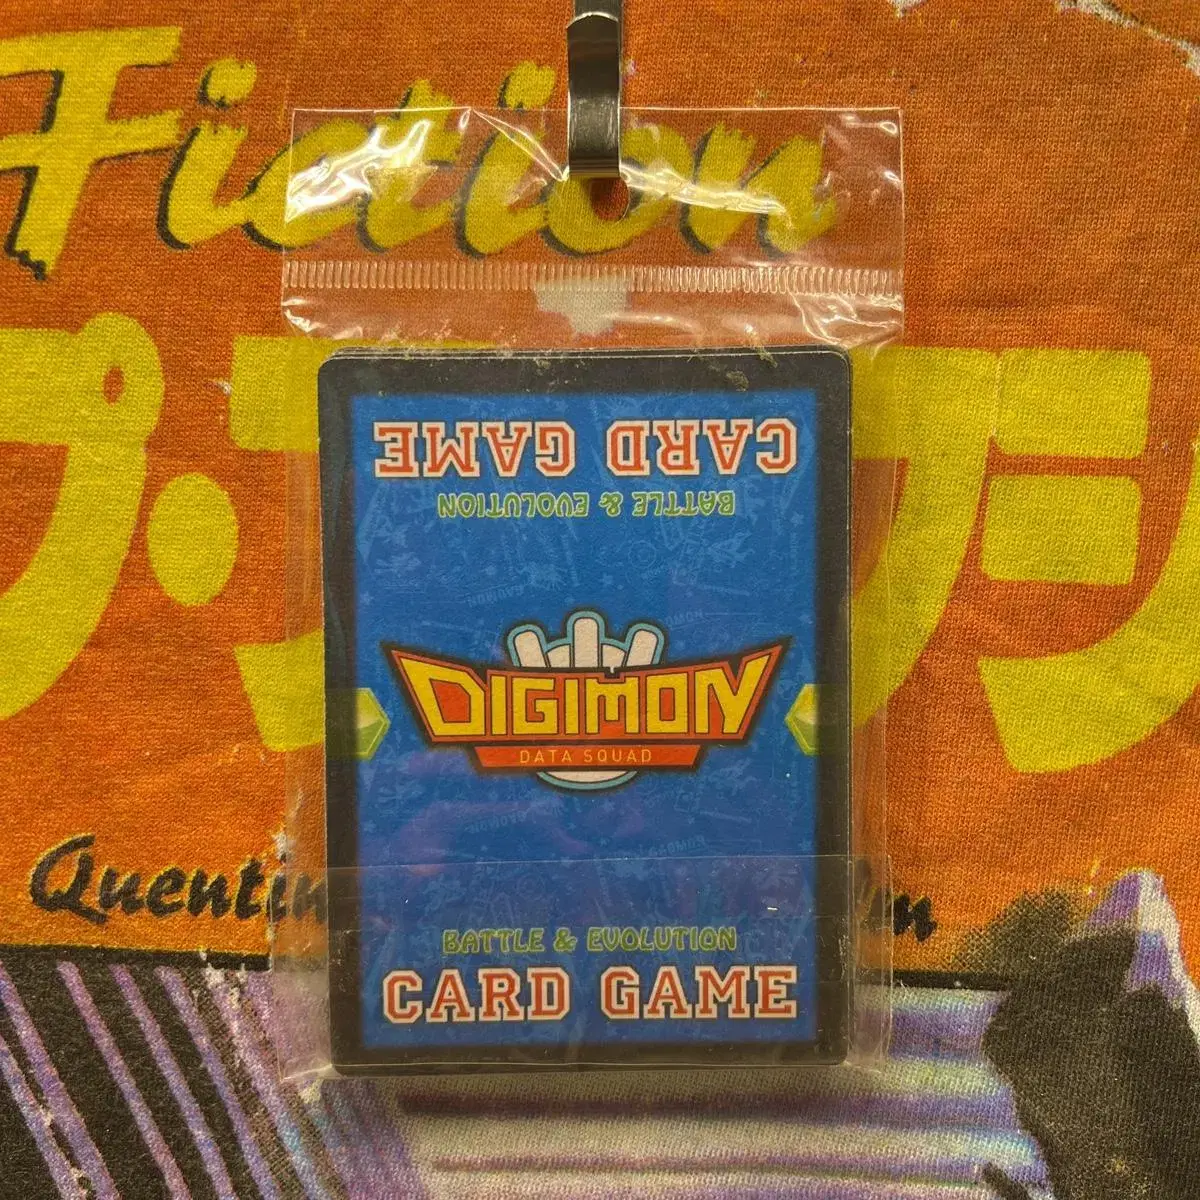 Fiction
CARD GAME
BATTLE & EVOLUTION
DIGIMON
DATA SQUAD
Quentin
BATTLE & EVOLUTION
CARD GAME